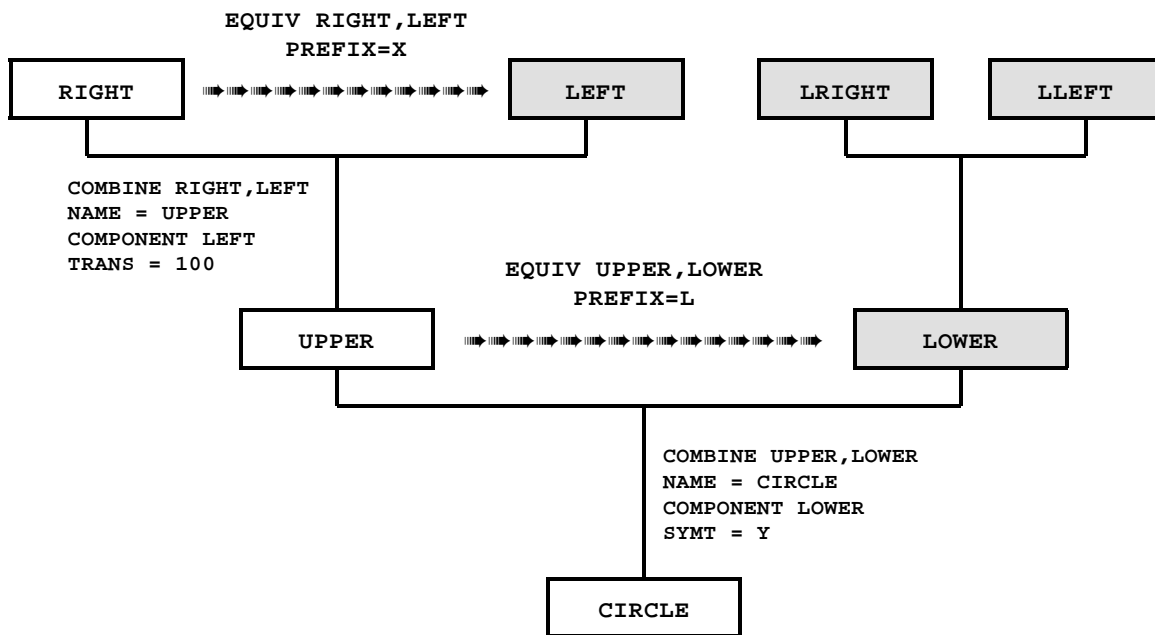 EQUIV RIGHT,LEFT
PREFIX=X
RIGHT
LEFT
LRIGHT
LLEFT
COMBINE RIGHT,LEFT
NAME = UPPER
COMPONENT LEFT
TRANS = 100
EQUIV UPPER,LOWER
PREFIX=L
UPPER
LOWER
COMBINE UPPER,LOWER
NAME = CIRCLE
COMPONENT LOWER
SYMT = Y
CIRCLE